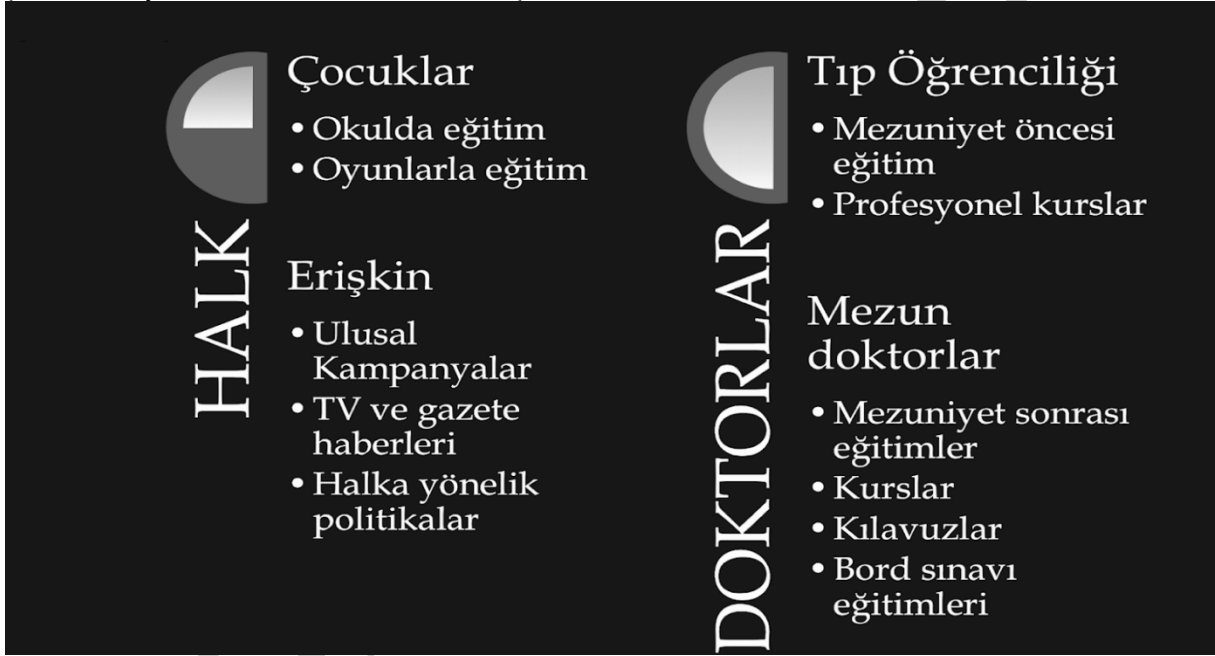 HALK
Çocuklar
• Okulda eğitim
• Oyunlarla eğitim
Erişkin
• Ulusal
Kampanyalar
• TV ve gazete
haberleri
• Halka yönelik
politikalar
DOKTORLAR
Tıp Öğrenciliği
• Mezuniyet öncesi
eğitim
• Profesyonel kurslar
Mezun
doktorlar
• Mezuniyet sonrası
eğitimler
• Kurslar
• Kılavuzlar
• Bord sınavı
eğitimleri